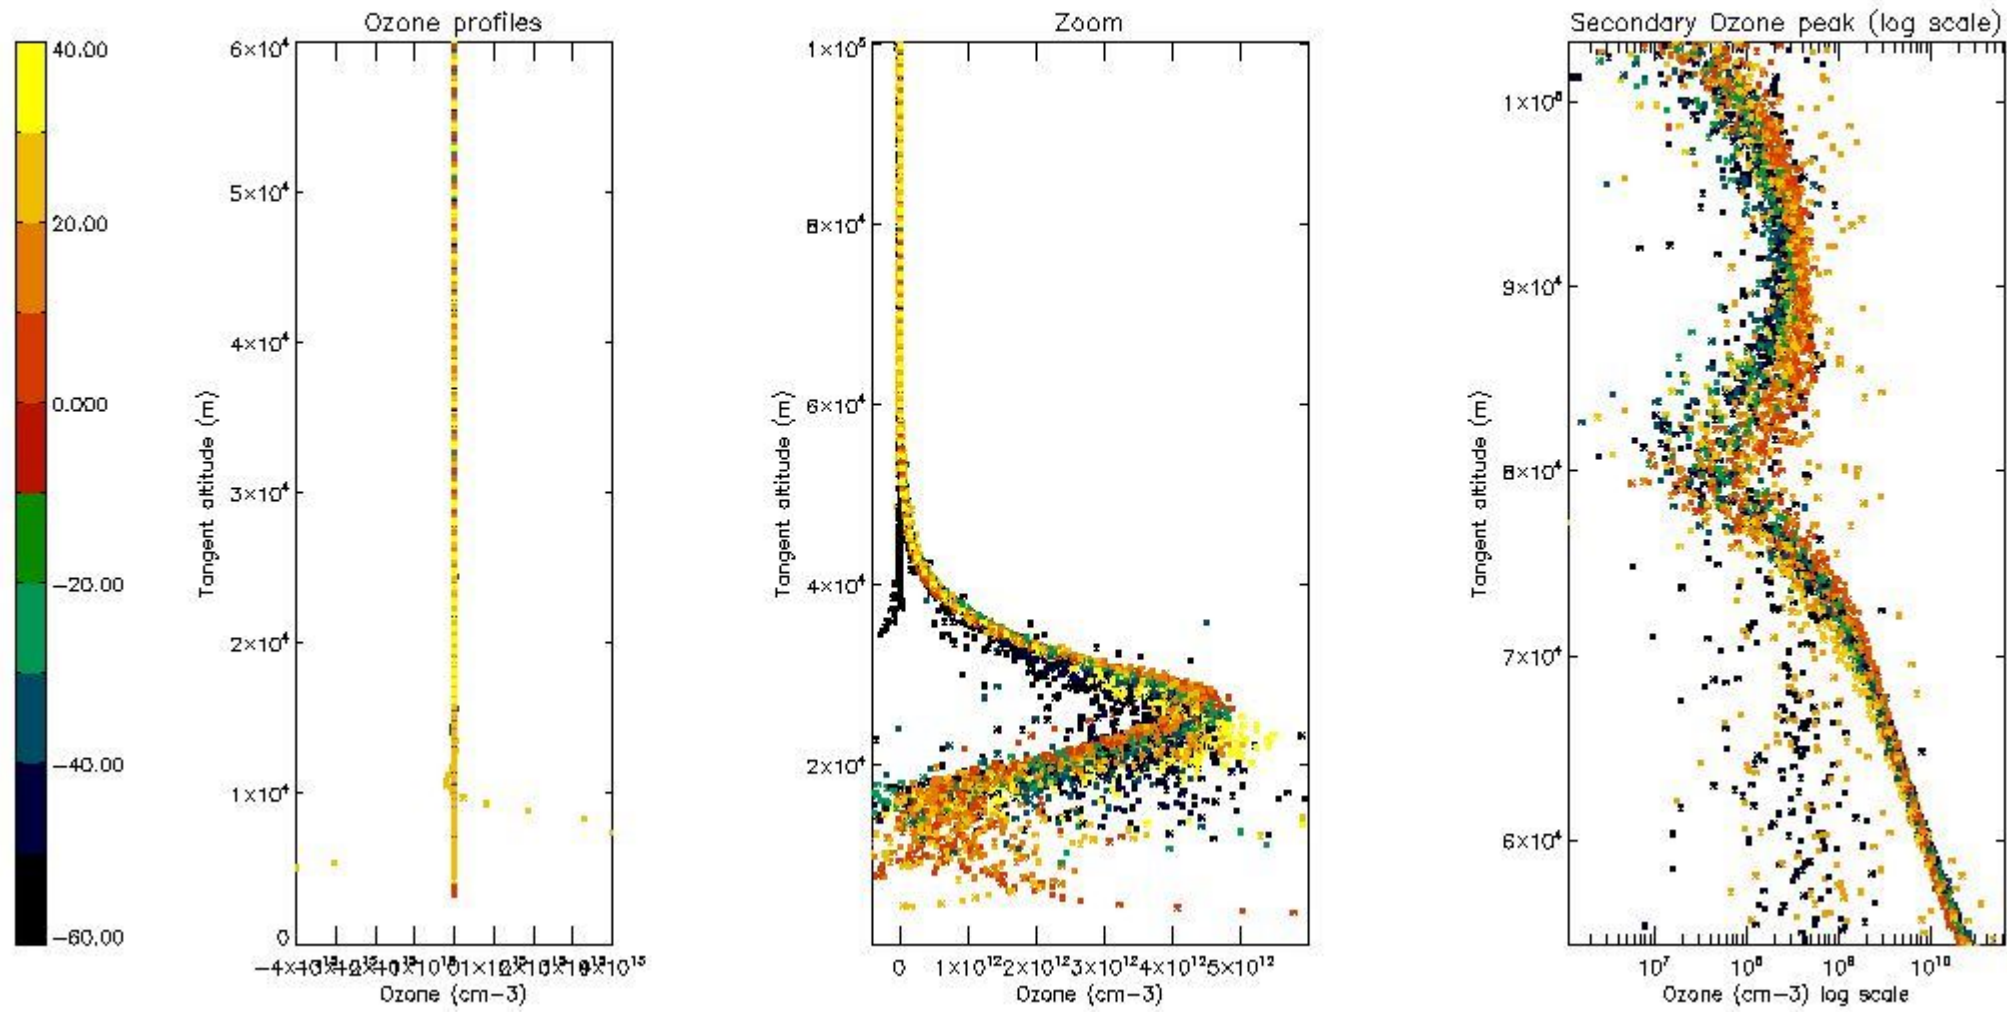 Ozone profiles
Zoom
Secondary Ozone peak (log scale)
40.00
20.00
0.000
−20.00
−40.00
−60.00
6×10⁴
5×10⁴
4×10⁴
3×10⁴
2×10⁴
1×10⁴
0
Tangent altitude (m)
Ozone (cm−3)
1×10⁵
8×10⁴
6×10⁴
4×10⁴
2×10⁴
Tangent altitude (m)
0 1×10¹² 2×10¹² 3×10¹² 4×10¹² 5×10¹²
Ozone (cm−3)
9×10⁴
8×10⁴
7×10⁴
6×10⁴
Tangent altitude (m)
10⁷ 10⁸ 10⁹ 10¹⁰
Ozone (cm−3) log scale